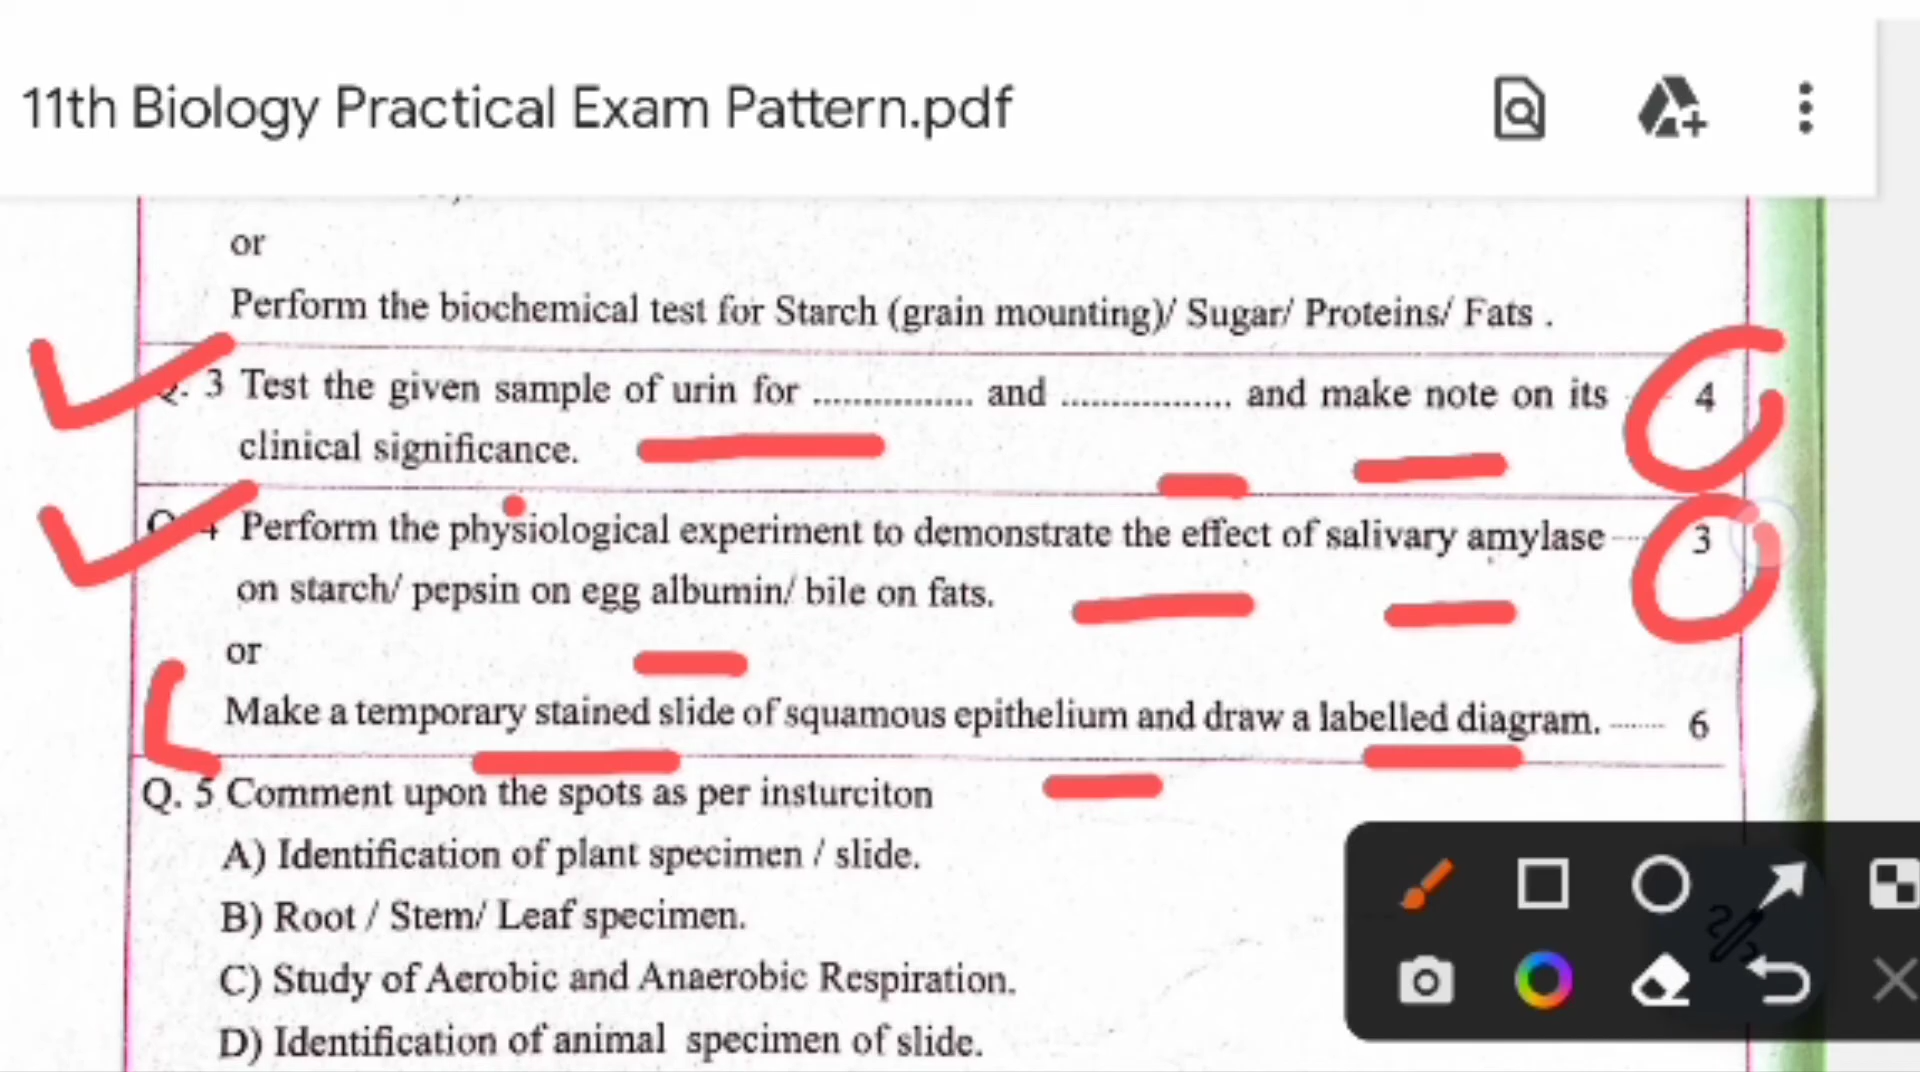 11th Biology Practical Exam Pattern.pdf
or
Perform the biochemical test for Starch (grain mounting)/ Sugar/ Proteins/ Fats .
Q. 3 Test the given sample of urin for ................ and ................. and make note on its 4
clinical significance.
Q. 4 Perform the physiological experiment to demonstrate the effect of salivary amylase ...... 3
on starch/ pepsin on egg albumin/ bile on fats.
or
Make a temporary stained slide of squamous epithelium and draw a labelled diagram. ....... 6
Q. 5 Comment upon the spots as per insturciton
A) Identification of plant specimen / slide.
B) Root / Stem/ Leaf specimen.
C) Study of Aerobic and Anaerobic Respiration.
D) Identification of animal specimen of slide.